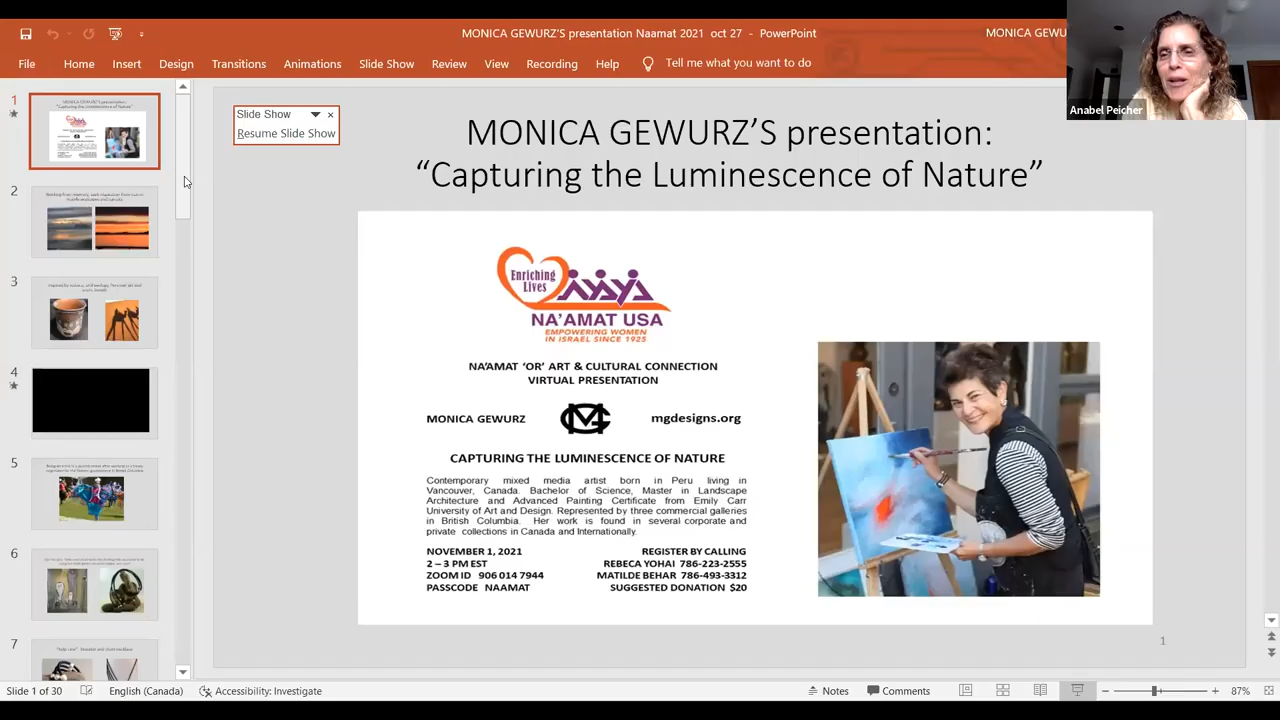 MONICA GEWURZ'S presentation Naamat 2021 oct 27 - PowerPoint
MONICA GEWU
Anabel Peicher
File Home Insert Design Transitions Animations Slide Show Review View Recording Help Tell me what you want to do
1
2
3
4
5
6
7
Slide Show
Resume Slide Show
MONICA GEWURZ'S presentation:
“Capturing the Luminescence of Nature”
Enriching
Lives
NA'AMAT USA
EMPOWERING WOMEN
IN ISRAEL SINCE 1925
NA'AMAT 'OR' ART & CULTURAL CONNECTION
VIRTUAL PRESENTATION
MONICA GEWURZ mgdesigns.org
CAPTURING THE LUMINESCENCE OF NATURE
Contemporary mixed media artist born in Peru living in
Vancouver, Canada. Bachelor of Science, Master in Landscape
Architecture and Advanced Painting Certificate from Emily Carr
University of Art and Design. Represented by three commercial galleries
in British Columbia. Her work is found in several corporate and
private collections in Canada and Internationally.
NOVEMBER 1, 2021 REGISTER BY CALLING
2 – 3 PM EST REBECA YOHAI 786-223-2555
ZOOM ID 906 014 7944 MATILDE BEHAR 786-493-3312
PASSCODE NAAMAT SUGGESTED DONATION $20
1
Slide 1 of 30 English (Canada) Accessibility: Investigate Notes Comments 87%